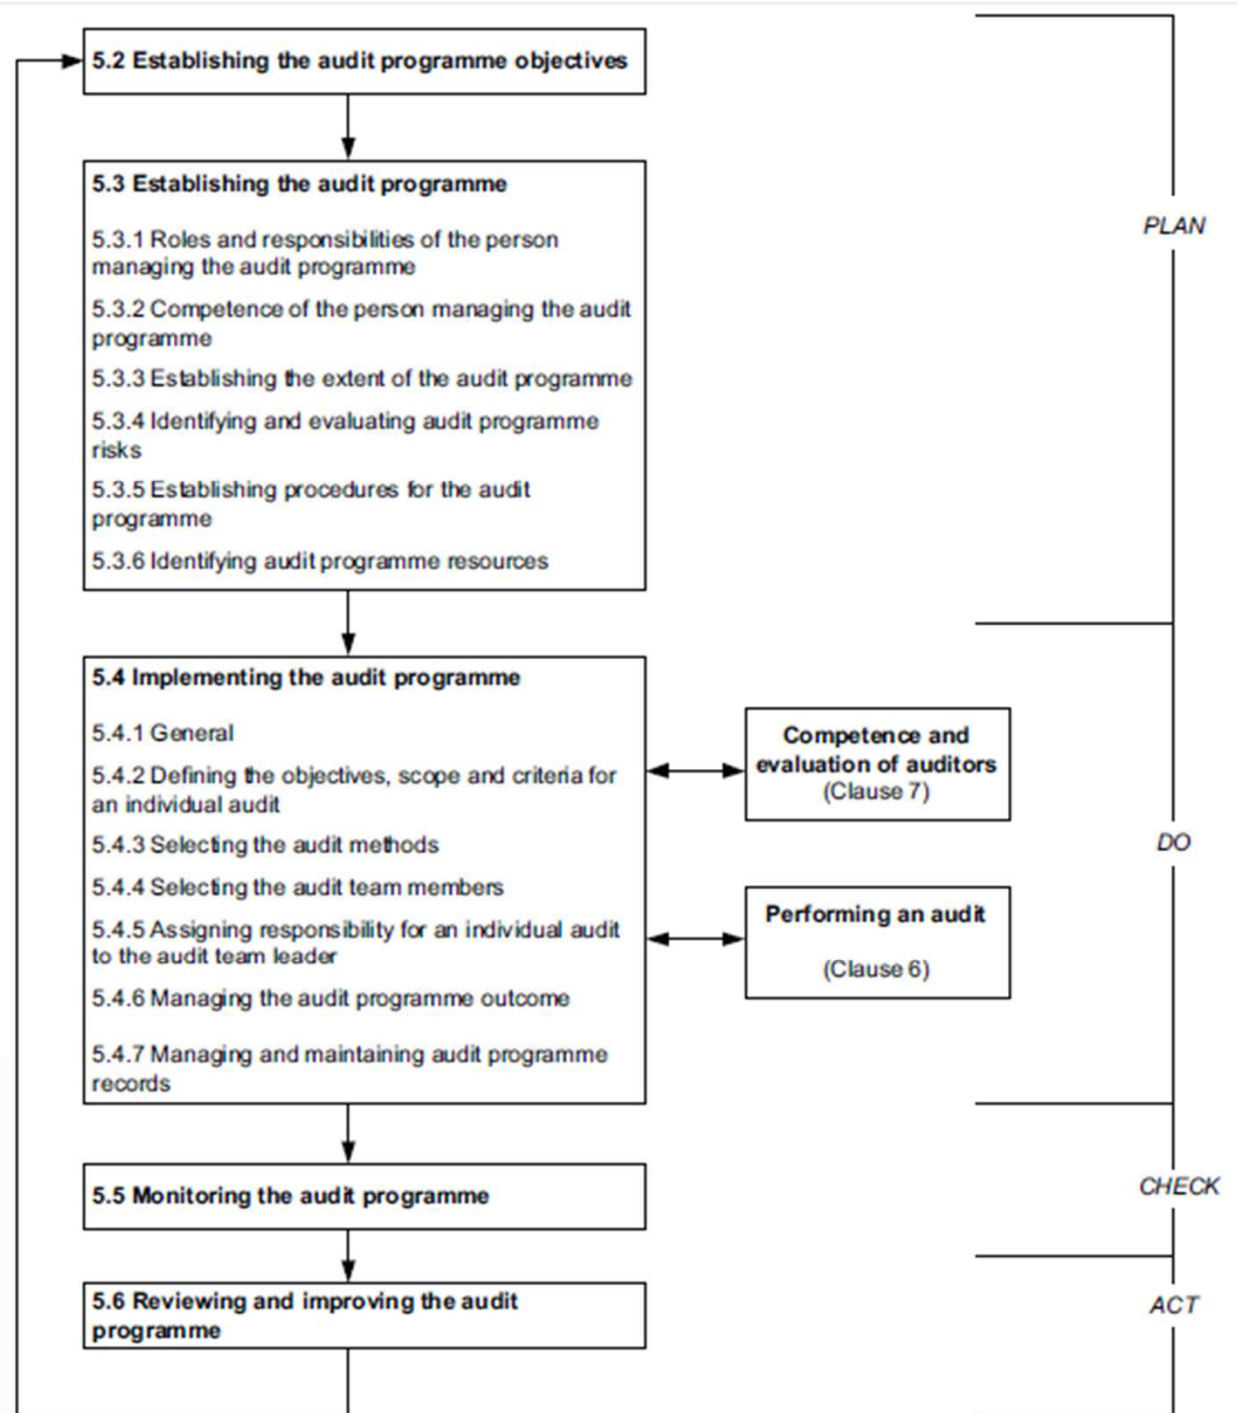 5.2 Establishing the audit programme objectives
5.3 Establishing the audit programme
5.3.1 Roles and responsibilities of the person
managing the audit programme
5.3.2 Competence of the person managing the audit
programme
5.3.3 Establishing the extent of the audit programme
5.3.4 Identifying and evaluating audit programme
risks
5.3.5 Establishing procedures for the audit
programme
5.3.6 Identifying audit programme resources
PLAN
5.4 Implementing the audit programme
5.4.1 General
5.4.2 Defining the objectives, scope and criteria for
an individual audit
5.4.3 Selecting the audit methods
5.4.4 Selecting the audit team members
5.4.5 Assigning responsibility for an individual audit
to the audit team leader
5.4.6 Managing the audit programme outcome
5.4.7 Managing and maintaining audit programme
records
Competence and
evaluation of auditors
(Clause 7)
Performing an audit
(Clause 6)
DO
5.5 Monitoring the audit programme
CHECK
5.6 Reviewing and improving the audit
programme
ACT